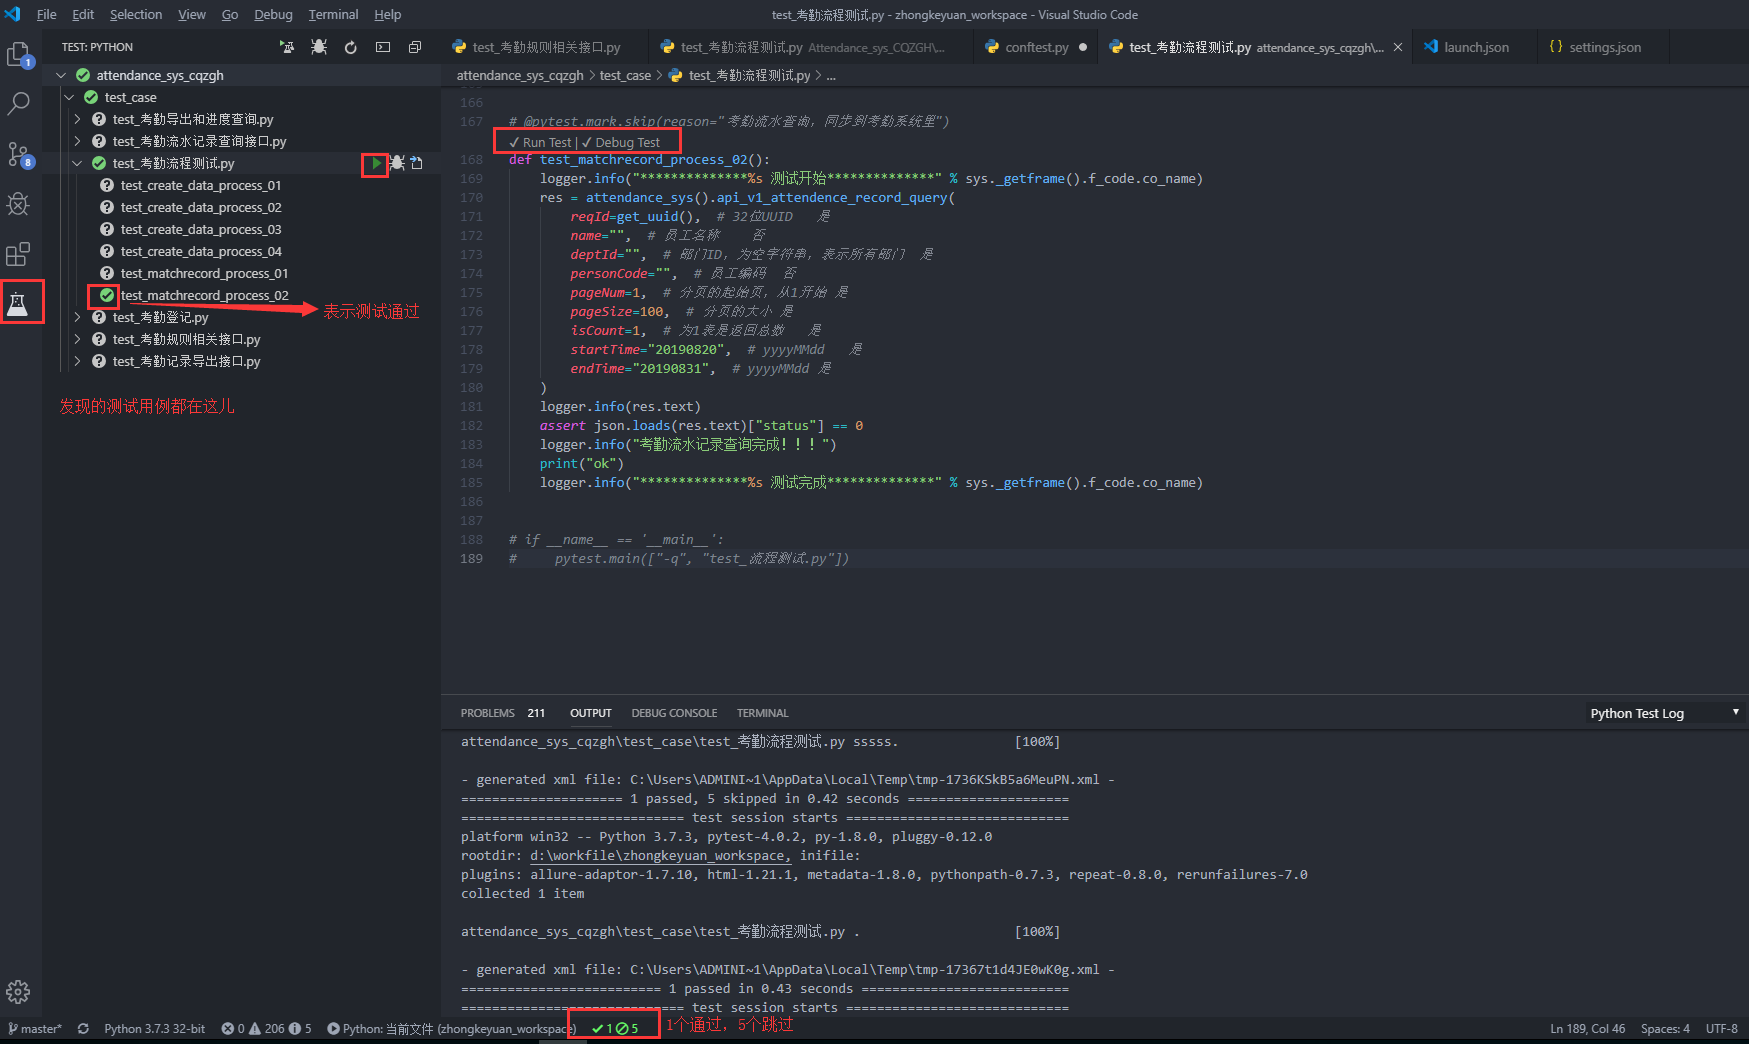 File Edit Selection View Go Debug Terminal Help
test_考勤流程测试.py - zhongkeyuan_workspace - Visual Studio Code
TEST: PYTHON
test_考勤规则相关接口.py
test_考勤流程测试.py Attendance_sys_CQZGH\...
conftest.py
test_考勤流程测试.py attendance_sys_cqzgh\...
launch.json
{} settings.json
1
8
attendance_sys_cqzgh
test_case
test_考勤导出和进度查询.py
test_考勤流水记录查询接口.py
test_考勤流程测试.py
test_create_data_process_01
test_create_data_process_02
test_create_data_process_03
test_create_data_process_04
test_matchrecord_process_01
test_matchrecord_process_02
表示测试通过
test_考勤登记.py
test_考勤规则相关接口.py
test_考勤记录导出接口.py
发现的测试用例都在这儿
attendance_sys_cqzgh > test_case > test_考勤流程测试.py > ...
166
167 # @pytest.mark.skip(reason="考勤流水查询, 同步到考勤系统里")
✓ Run Test | ✓ Debug Test
168 def test_matchrecord_process_02():
169 logger.info("**************%s 测试开始**************" % sys._getframe().f_code.co_name)
170 res = attendance_sys().api_v1_attendence_record_query(
171 reqId=get_uuid(), # 32位UUID 是
172 name="", # 员工名称 否
173 deptId="", # 部门ID, 为空字符串, 表示所有部门 是
174 personCode="", # 员工编码 否
175 pageNum=1, # 分页的起始页, 从1开始 是
176 pageSize=100, # 分页的大小 是
177 isCount=1, # 为1表是返回总数 是
178 startTime="20190820", # yyyyMMdd 是
179 endTime="20190831", # yyyyMMdd 是
180 )
181 logger.info(res.text)
182 assert json.loads(res.text)["status"] == 0
183 logger.info("考勤流水记录查询完成！！！")
184 print("ok")
185 logger.info("**************%s 测试完成**************" % sys._getframe().f_code.co_name)
186
187
188 # if __name__ == '__main__':
189 # pytest.main(["-q", "test_流程测试.py"])
PROBLEMS 211 OUTPUT DEBUG CONSOLE TERMINAL
Python Test Log
attendance_sys_cqzgh\test_case\test_考勤流程测试.py sssss. [100%]
- generated xml file: C:\Users\ADMINI~1\AppData\Local\Temp\tmp-1736KSkB5a6MeuPN.xml -
===================== 1 passed, 5 skipped in 0.42 seconds =====================
============================= test session starts =============================
platform win32 -- Python 3.7.3, pytest-4.0.2, py-1.8.0, pluggy-0.12.0
rootdir: d:\workfile\zhongkeyuan_workspace, inifile:
plugins: allure-adaptor-1.7.10, html-1.21.1, metadata-1.8.0, pythonpath-0.7.3, repeat-0.8.0, rerunfailures-7.0
collected 1 item
attendance_sys_cqzgh\test_case\test_考勤流程测试.py . [100%]
- generated xml file: C:\Users\ADMINI~1\AppData\Local\Temp\tmp-17367t1d4JE0wK0g.xml -
========================== 1 passed in 0.43 seconds ===========================
============================= test session starts =============================
master* Python 3.7.3 32-bit 0 206 5 Python: 当前文件 (zhongkeyuan_workspace) ✓ 1 5 1个通过, 5个跳过 Ln 189, Col 46 Spaces: 4 UTF-8